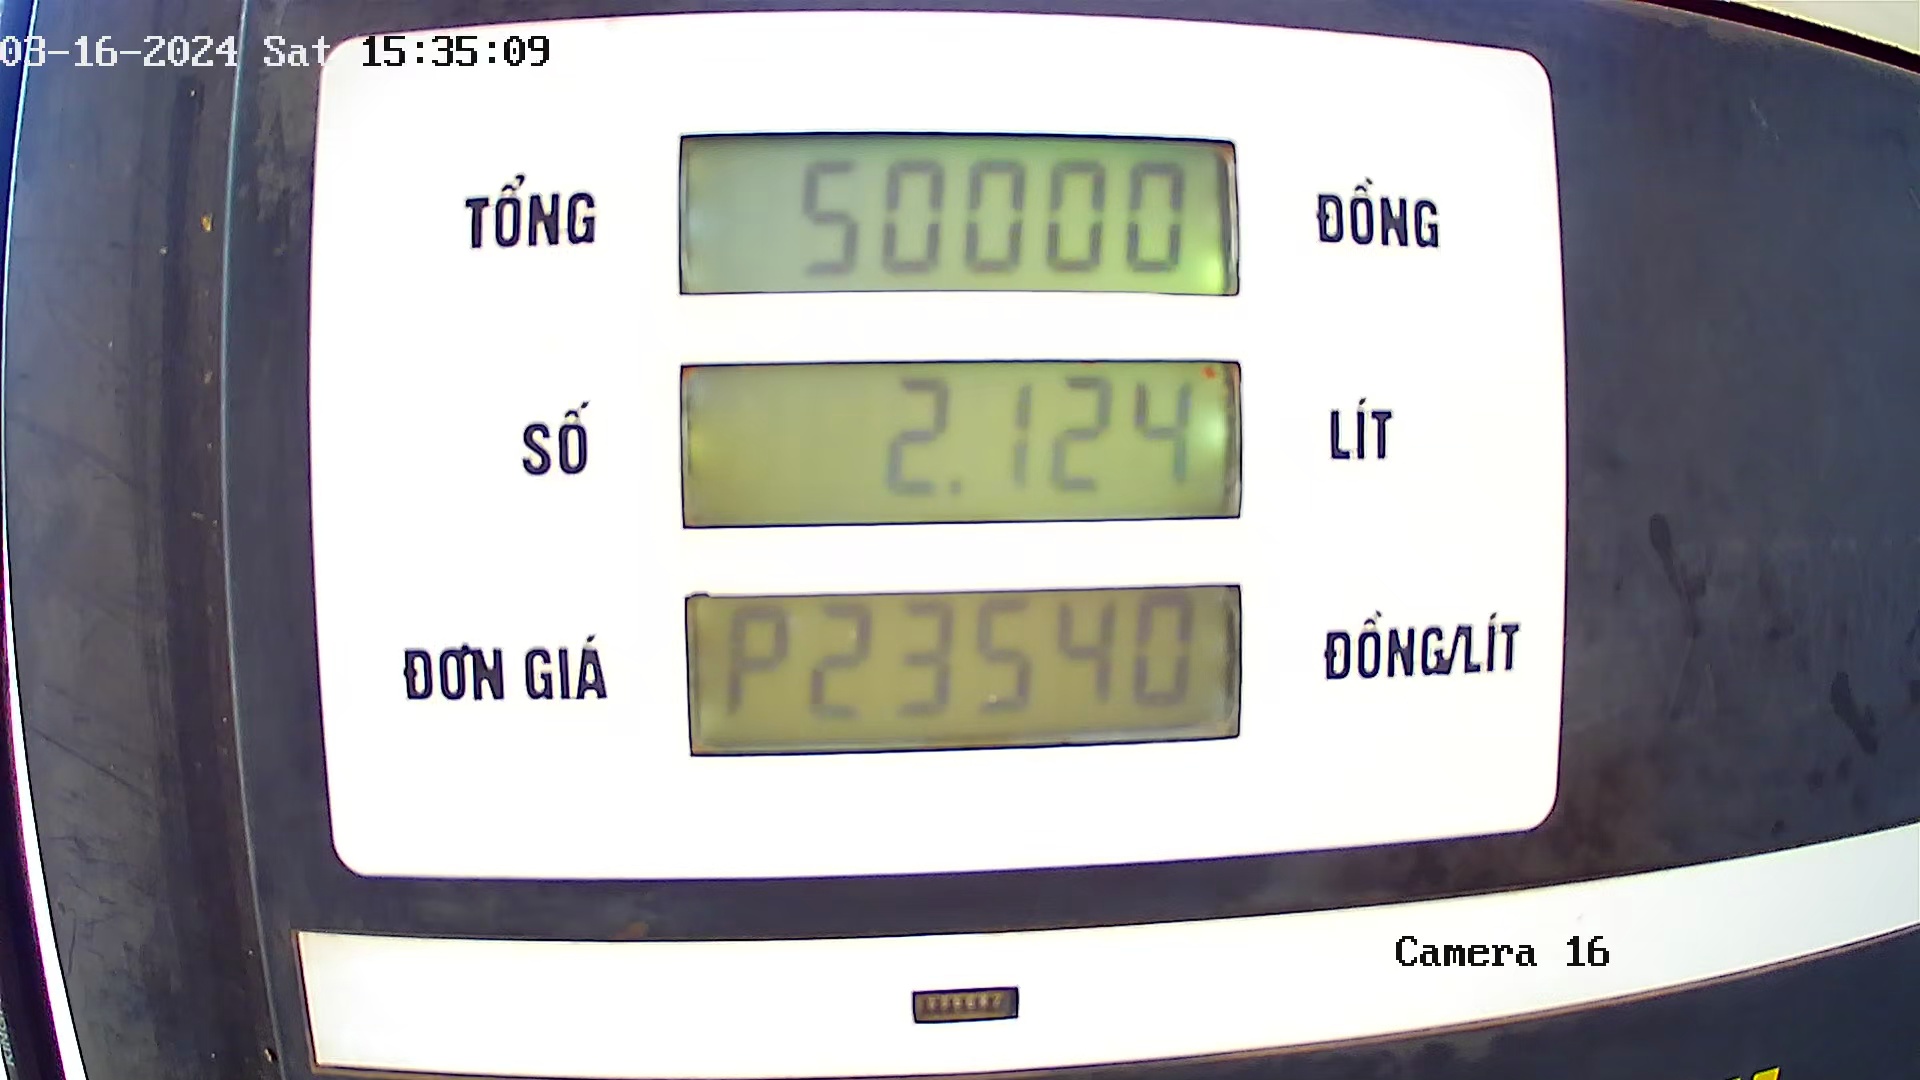 03-16-2024 Sat 15:35:09
TỔNG 50000 ĐỒNG
SỐ 2.124 LÍT
ĐƠN GIÁ P23540 ĐỒNG/LÍT
Camera 16